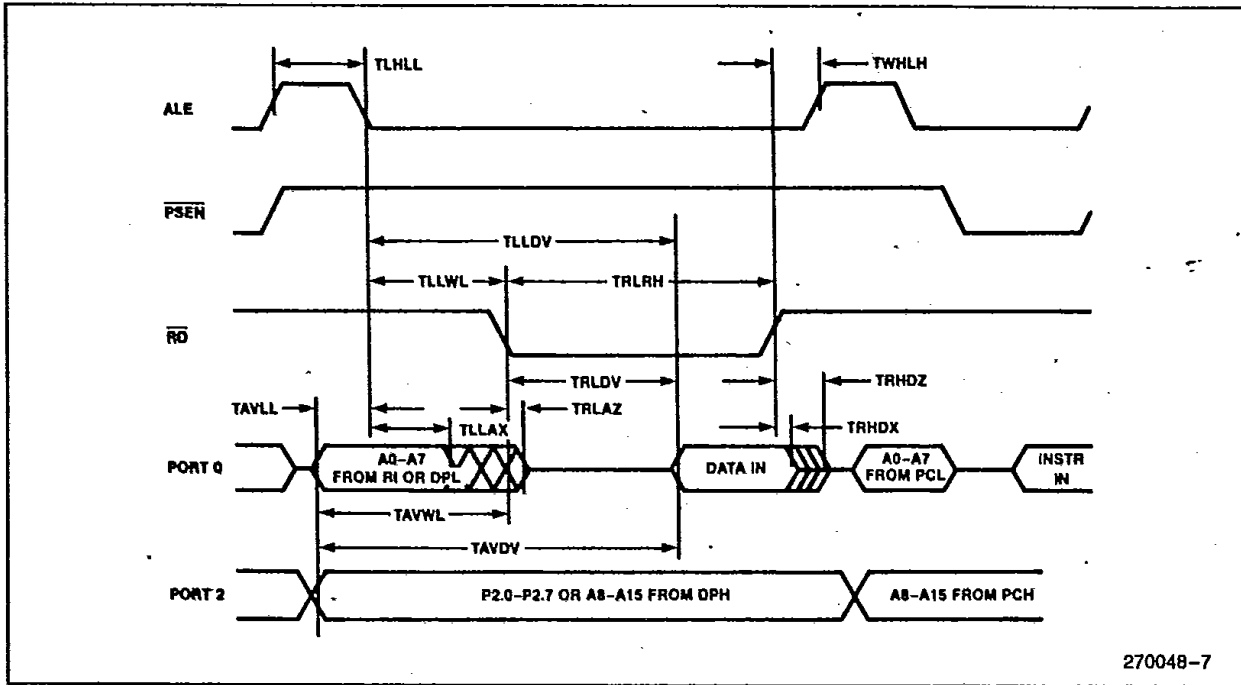 TLHLL
TWHLH
ALE
PSEN
TLLDV
TLLWL
TRLRH
RD
TRLDV
TRHDZ
TAVLL
TRLAZ
TRHDX
TLLAX
PORT 0
A0–A7
FROM RI OR DPL
DATA IN
A0–A7
FROM PCL
INSTR
IN
TAVWL
TAVDV
PORT 2
P2.0–P2.7 OR A8–A15 FROM DPH
A8–A15 FROM PCH
270048–7